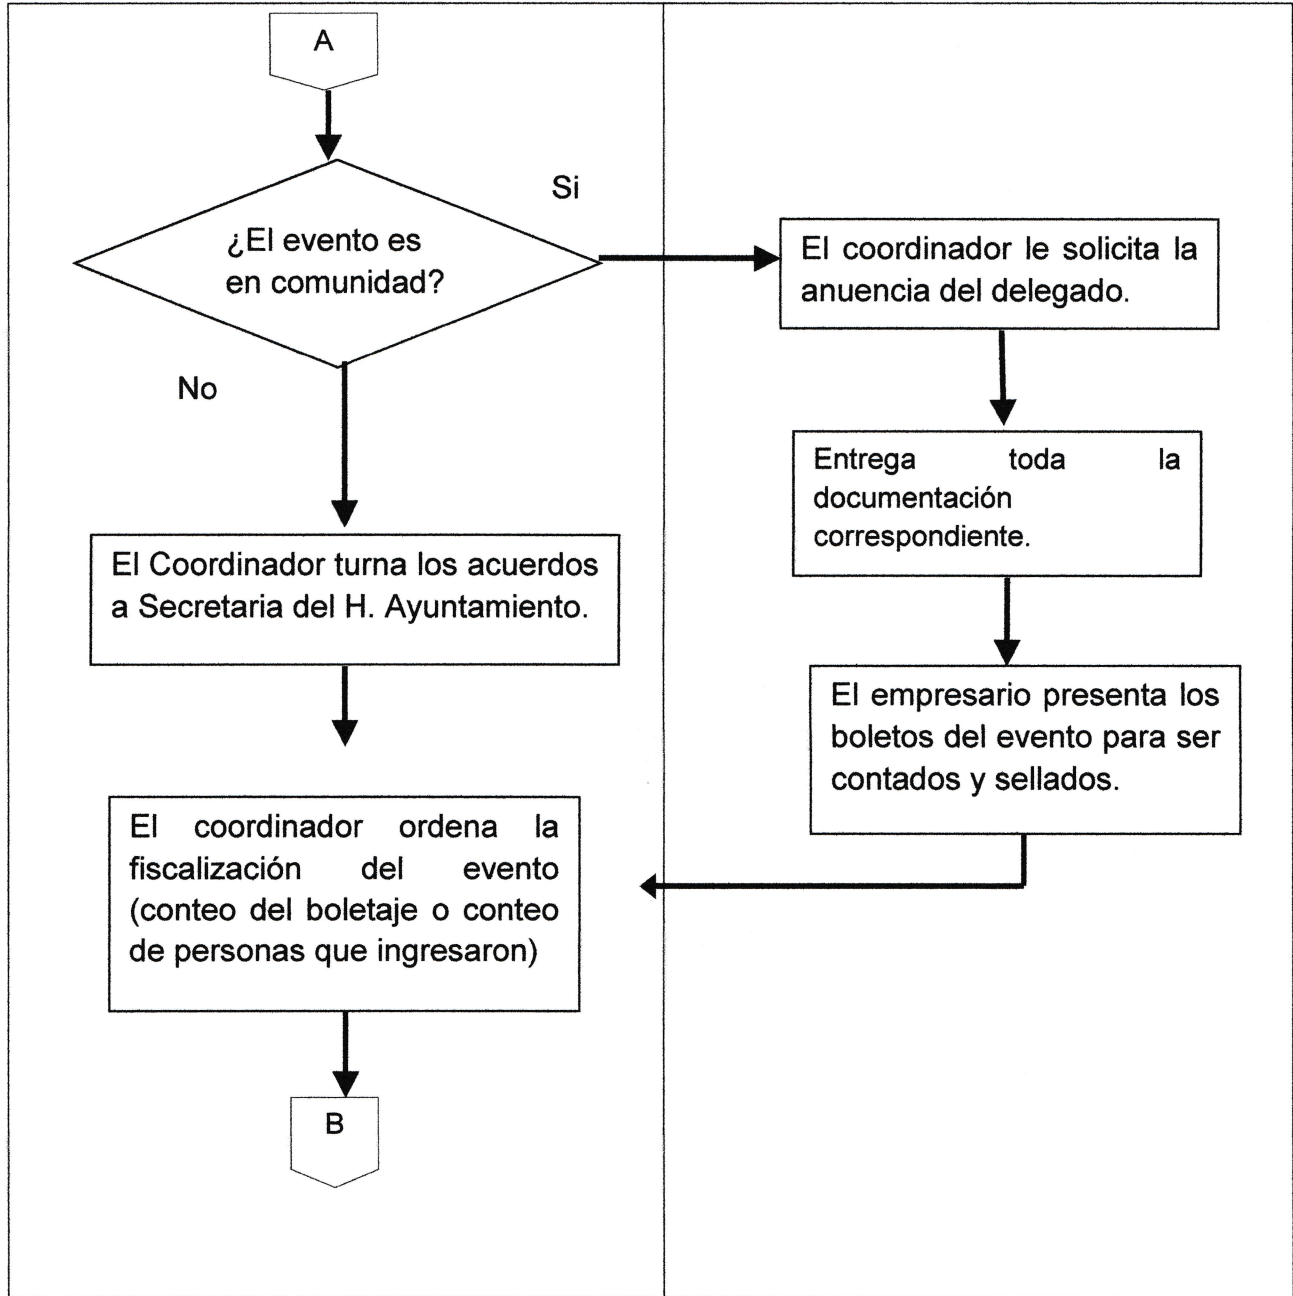 A
Si
¿El evento es
en comunidad?
No
El coordinador le solicita la
anuencia del delegado.
Entrega toda la
documentación
correspondiente.
El Coordinador turna los acuerdos
a Secretaria del H. Ayuntamiento.
El empresario presenta los
boletos del evento para ser
contados y sellados.
El coordinador ordena la
fiscalización del evento
(conteo del boletaje o conteo
de personas que ingresaron)
B